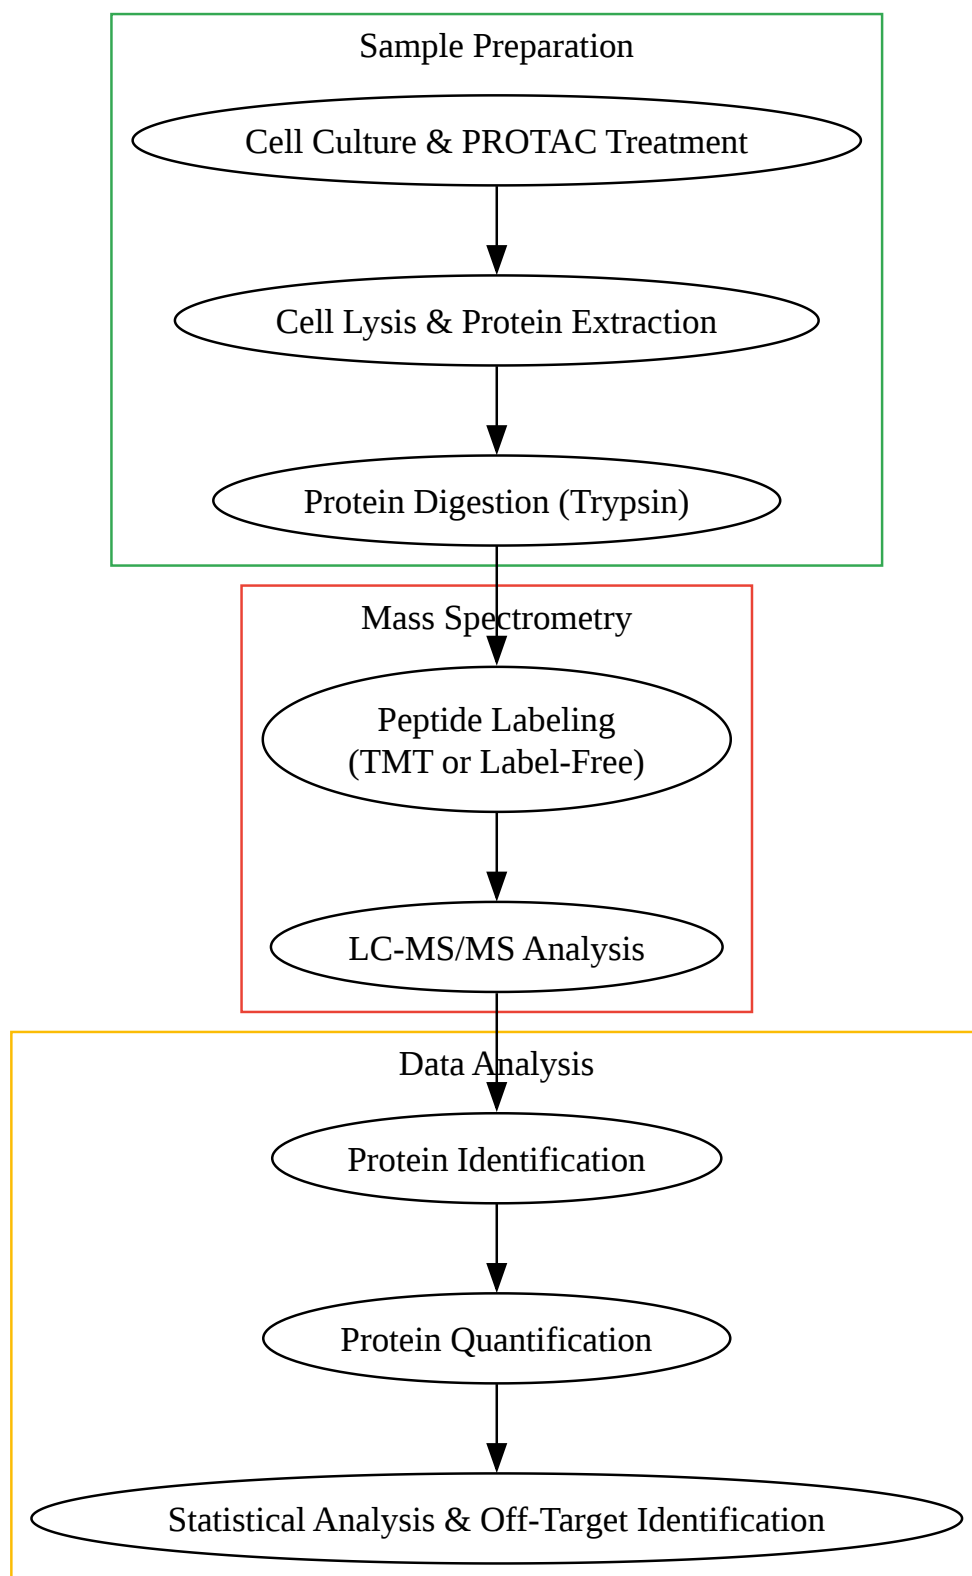 Sample Preparation
Cell Culture & PROTAC Treatment
Cell Lysis & Protein Extraction
Protein Digestion (Trypsin)
Mass Spectrometry
Peptide Labeling
(TMT or Label-Free)
LC-MS/MS Analysis
Data Analysis
Protein Identification
Protein Quantification
Statistical Analysis & Off-Target Identification